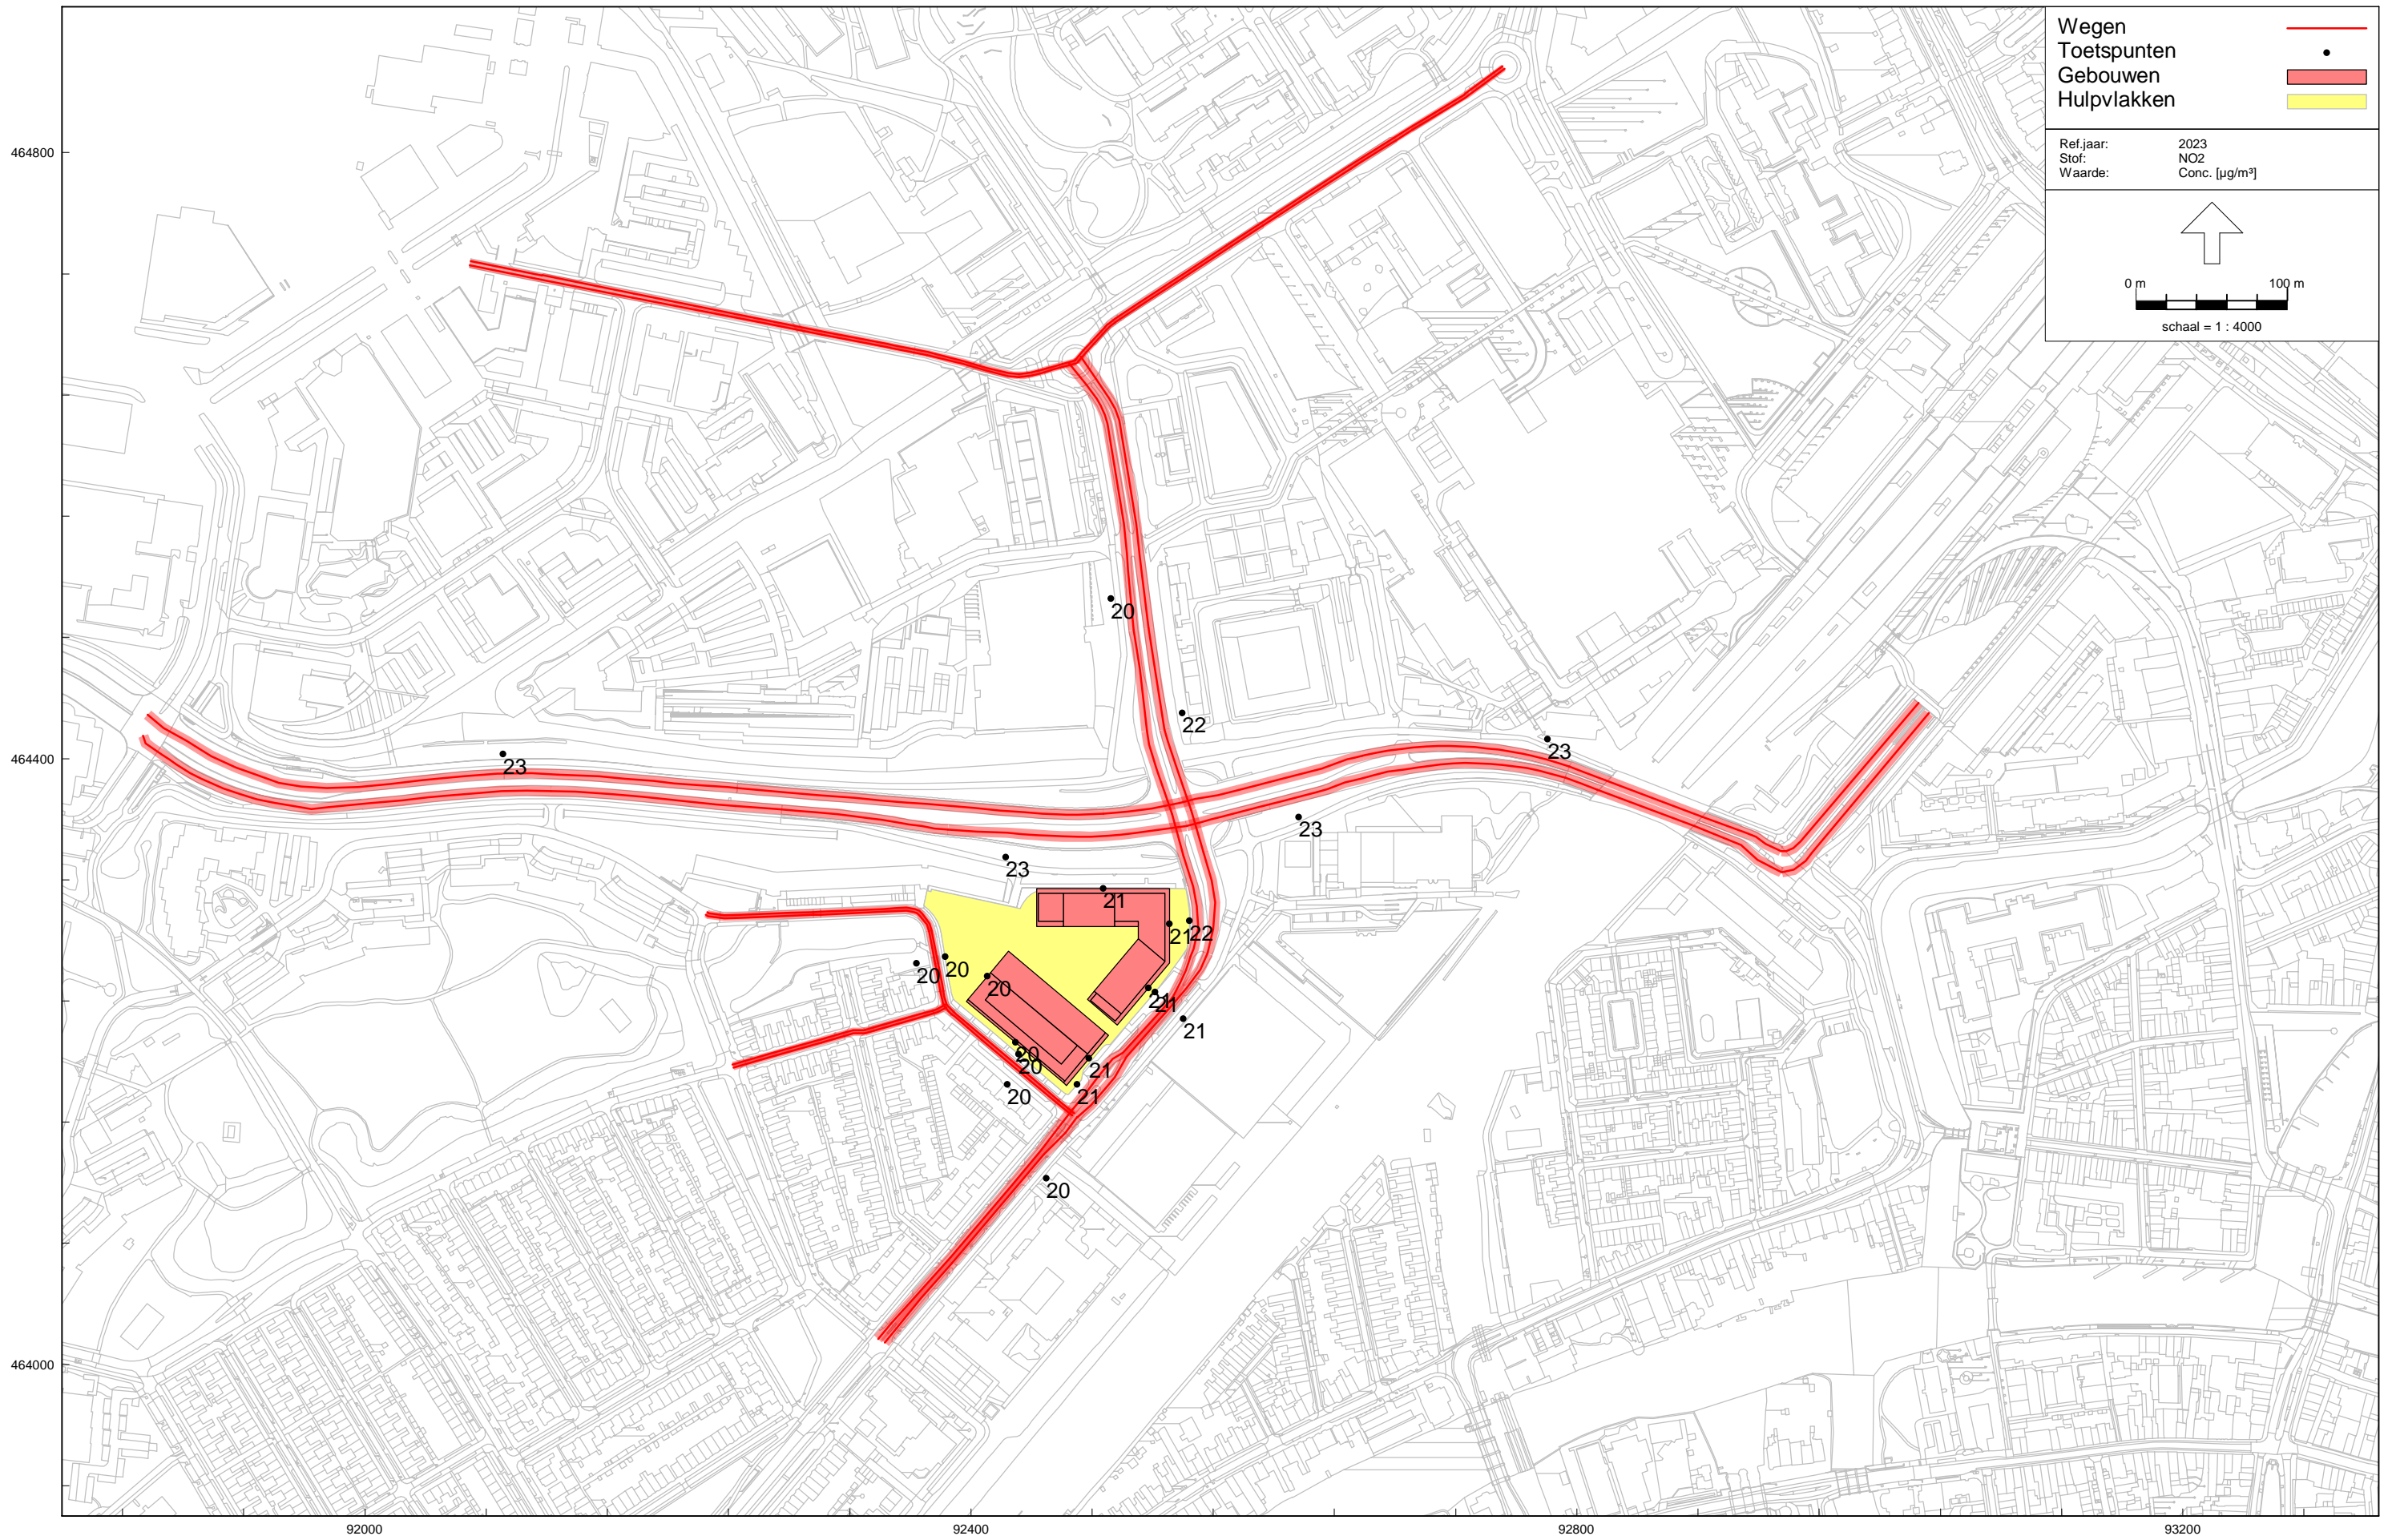 Wegen
Toetspunten
Gebouwen
Hulpvlakken
Ref.jaar: 2023
Stof: NO2
Waarde: Conc. [µg/m³]
0 m 100 m
schaal = 1 : 4000
464800
20
22
23
464400
23
23
23
21
21
22
20
20
20
21
21
21
20
20
21
20
21
20
464000
92000 92400 92800 93200